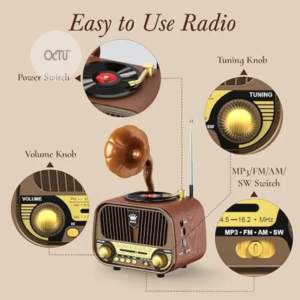 Easy to Use Radio
OCTU
Tuning Knob
Power Switch
TUNING
Volume Knob
MP3/FM/AM/
SW Switch
VOLUME
4.5 — 16.2 • MHz
MP3 • FM • AM • SW